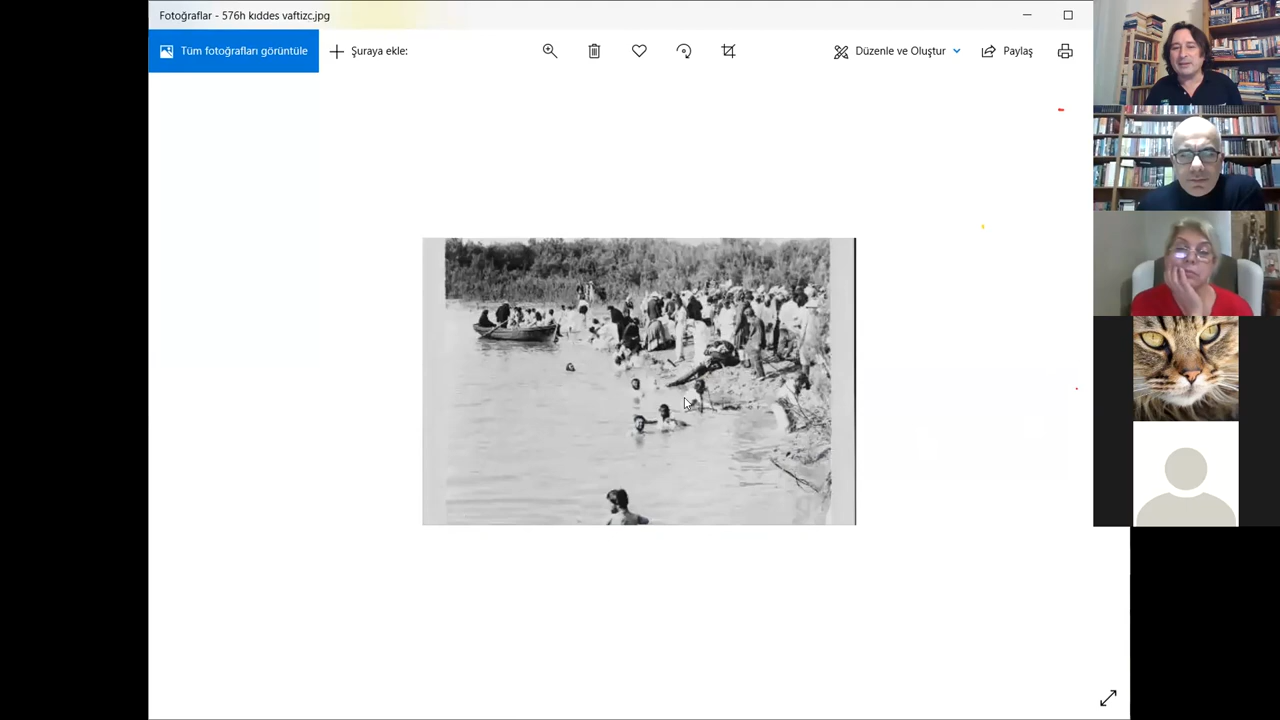 Fotoğraflar - 576h kıddes vaftizc.jpg
Tüm fotoğrafları görüntüle
Şuraya ekle:
Düzenle ve Oluştur
Paylaş